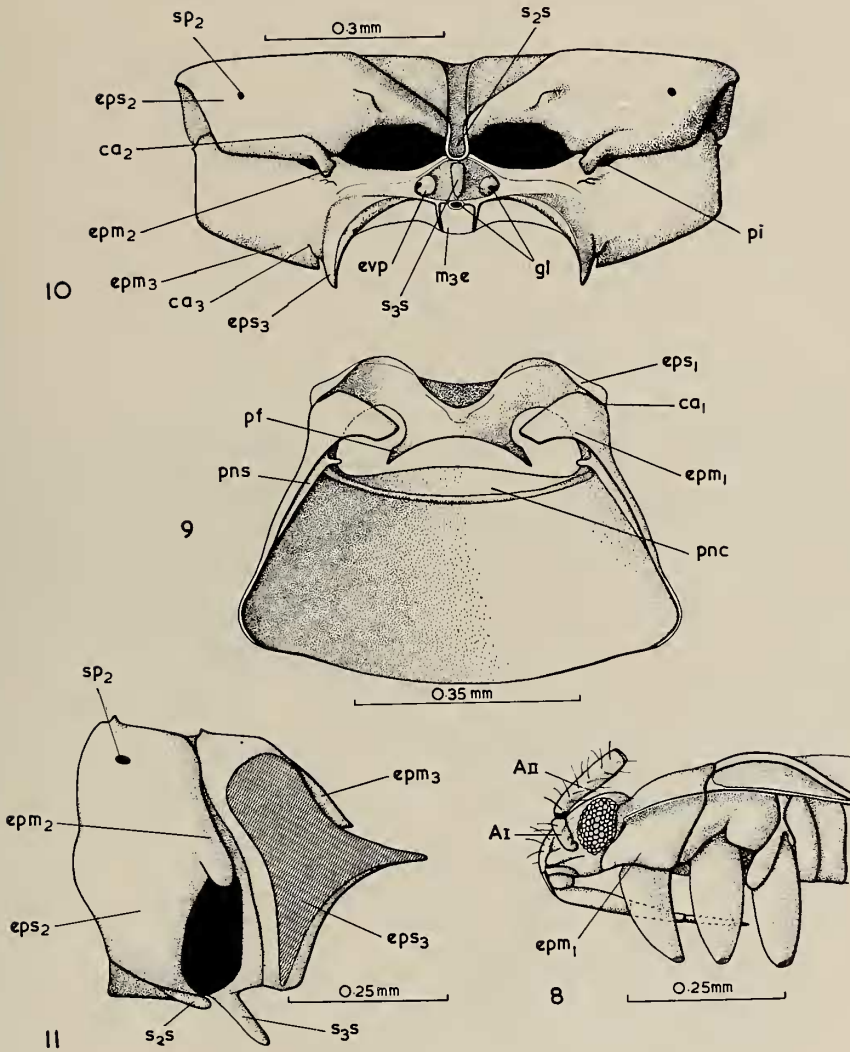 s₂s
0.3mm
sp₂
eps₂
ca₂
epm₂
epm₃
ca₃
eps₃
evp
s₃s
m₃e
gl
pi
10
eps₁
ca₁
pf
pns
epm₁
pnc
9
0.35 mm
sp₂
epm₃
epm₂
eps₂
eps₃
0.25mm
s₂s
s₃s
11
AII
AI
epm₁
0.25mm
8